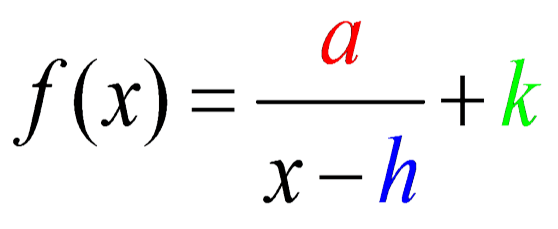 f(x) = a/(x − h) + k